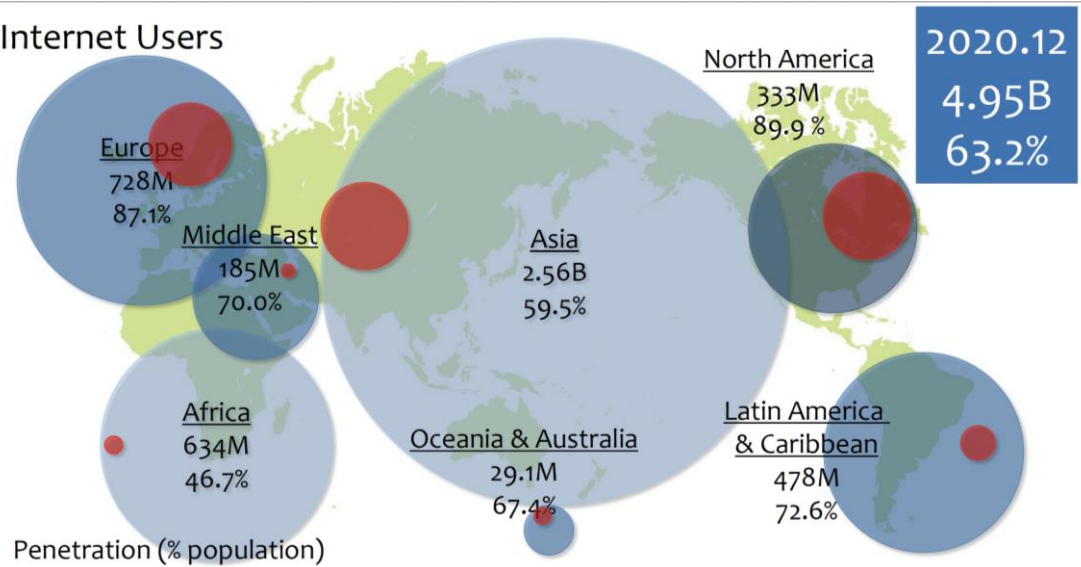 Internet Users
2020.12
4.95B
63.2%
North America
333M
89.9 %
Europe
728M
87.1%
Middle East
185M
70.0%
Asia
2.56B
59.5%
Africa
634M
46.7%
Oceania & Australia
29.1M
67.4%
Latin America
& Caribbean
478M
72.6%
Penetration (% population)